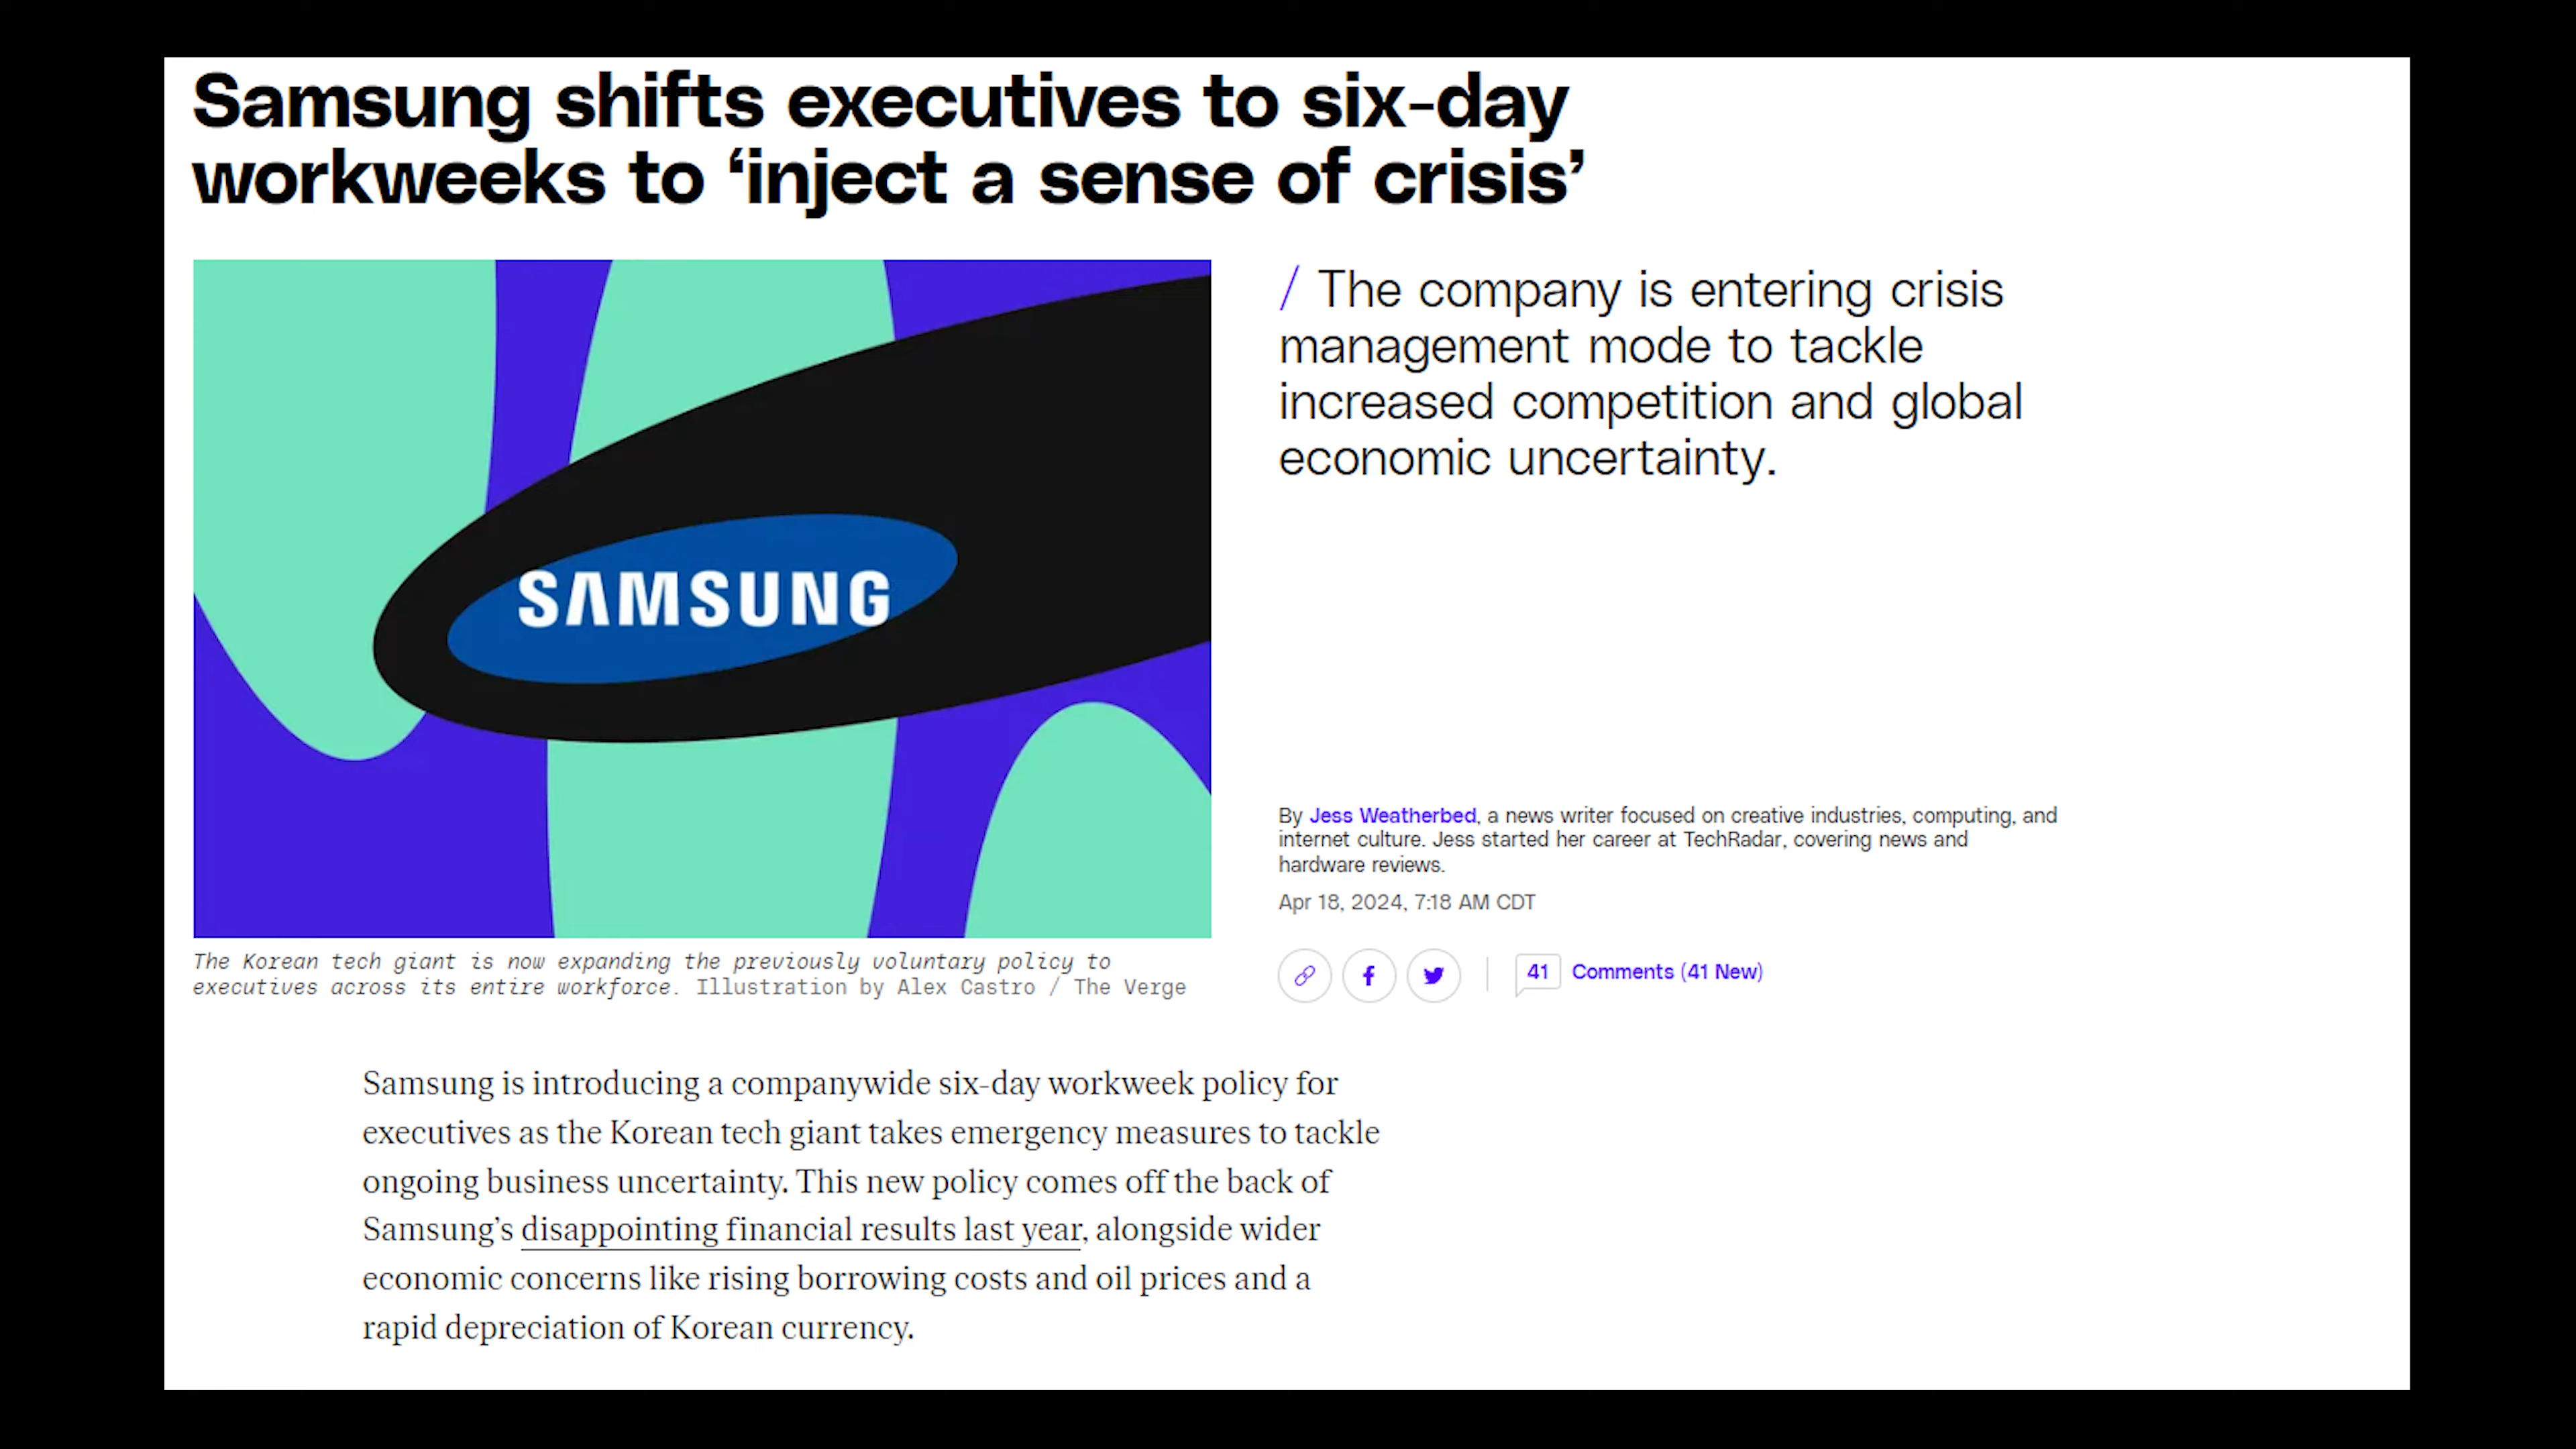 Samsung shifts executives to six-day
workweeks to ‘inject a sense of crisis’
SAMSUNG
/ The company is entering crisis
management mode to tackle
increased competition and global
economic uncertainty.
By Jess Weatherbed, a news writer focused on creative industries, computing, and
internet culture. Jess started her career at TechRadar, covering news and
hardware reviews.
Apr 18, 2024, 7:18 AM CDT
41 Comments (41 New)
The Korean tech giant is now expanding the previously voluntary policy to
executives across its entire workforce. Illustration by Alex Castro / The Verge
Samsung is introducing a companywide six-day workweek policy for
executives as the Korean tech giant takes emergency measures to tackle
ongoing business uncertainty. This new policy comes off the back of
Samsung’s disappointing financial results last year, alongside wider
economic concerns like rising borrowing costs and oil prices and a
rapid depreciation of Korean currency.